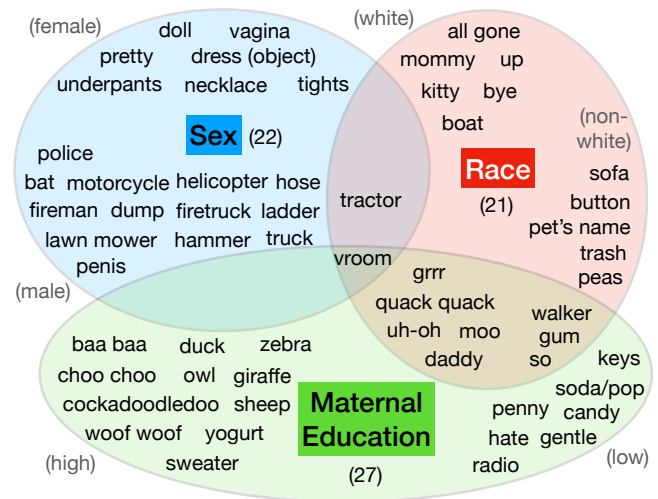 (female)
doll vagina
pretty dress (object)
underpants necklace tights
Sex (22)
police
bat motorcycle helicopter hose
fireman dump firetruck ladder
lawn mower hammer truck
penis
(male)
tractor
vroom
(white)
all gone
mommy up
kitty bye
boat
Race
(21)
(non-
white)
sofa
button
pet's name
trash
peas
grrr
quack quack
uh-oh moo
daddy
walker
gum
so
baa baa duck zebra
choo choo owl giraffe
cockadoodledoo sheep
woof woof yogurt
sweater
(high)
Maternal
Education
(27)
keys
soda/pop
penny candy
hate gentle
radio
(low)